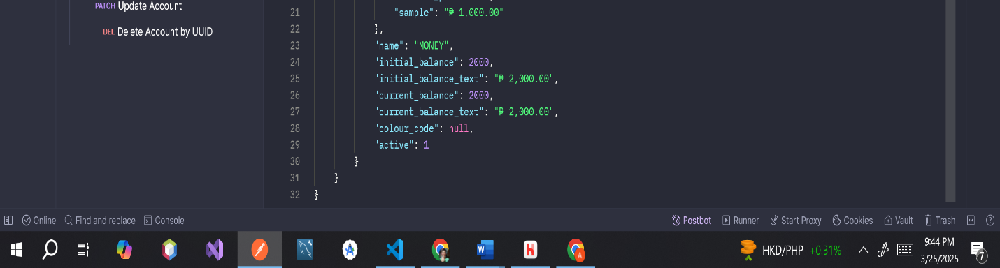 PATCH Update Account
DEL Delete Account by UUID
21 "sample": "₱ 1,000.00"
22 },
23 "name": "MONEY",
24 "initial_balance": 2000,
25 "initial_balance_text": "₱ 2,000.00",
26 "current_balance": 2000,
27 "current_balance_text": "₱ 2,000.00",
28 "colour_code": null,
29 "active": 1
30 }
31 }
32 }
Online Find and replace Console Postbot Runner Start Proxy Cookies Vault Trash
HKD/PHP +0.31% 9:44 PM
3/25/2025 7